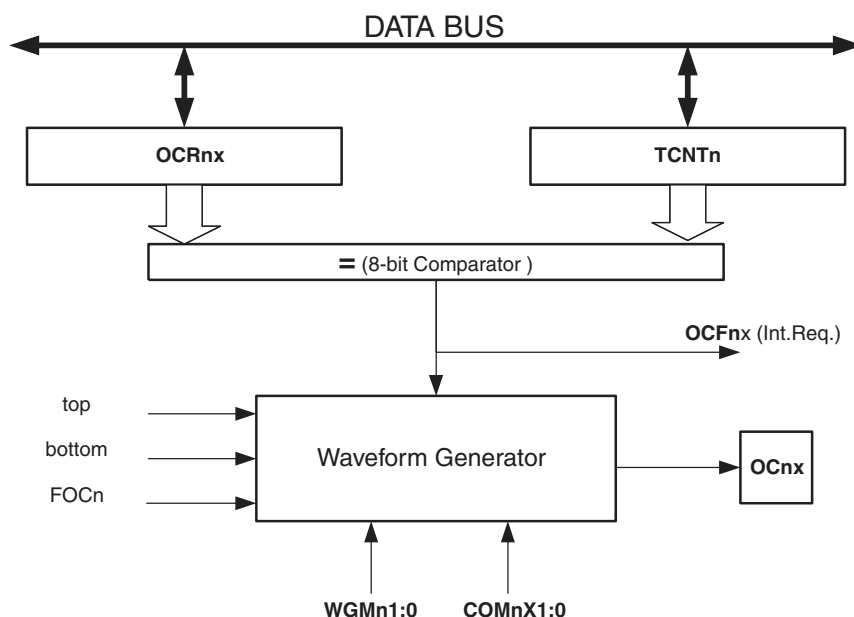 DATA BUS
OCRnx
TCNTn
= (8-bit Comparator )
OCFnx (Int.Req.)
top
bottom
FOCn
Waveform Generator
OCnx
WGMn1:0
COMnX1:0